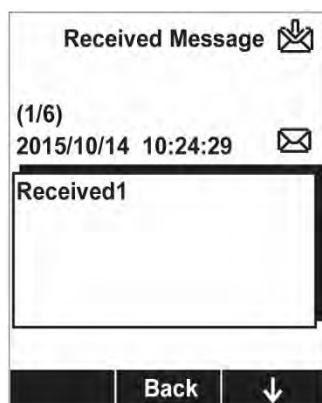 Received Message
(1/6)
2015/10/14 10:24:29
Received1
Back